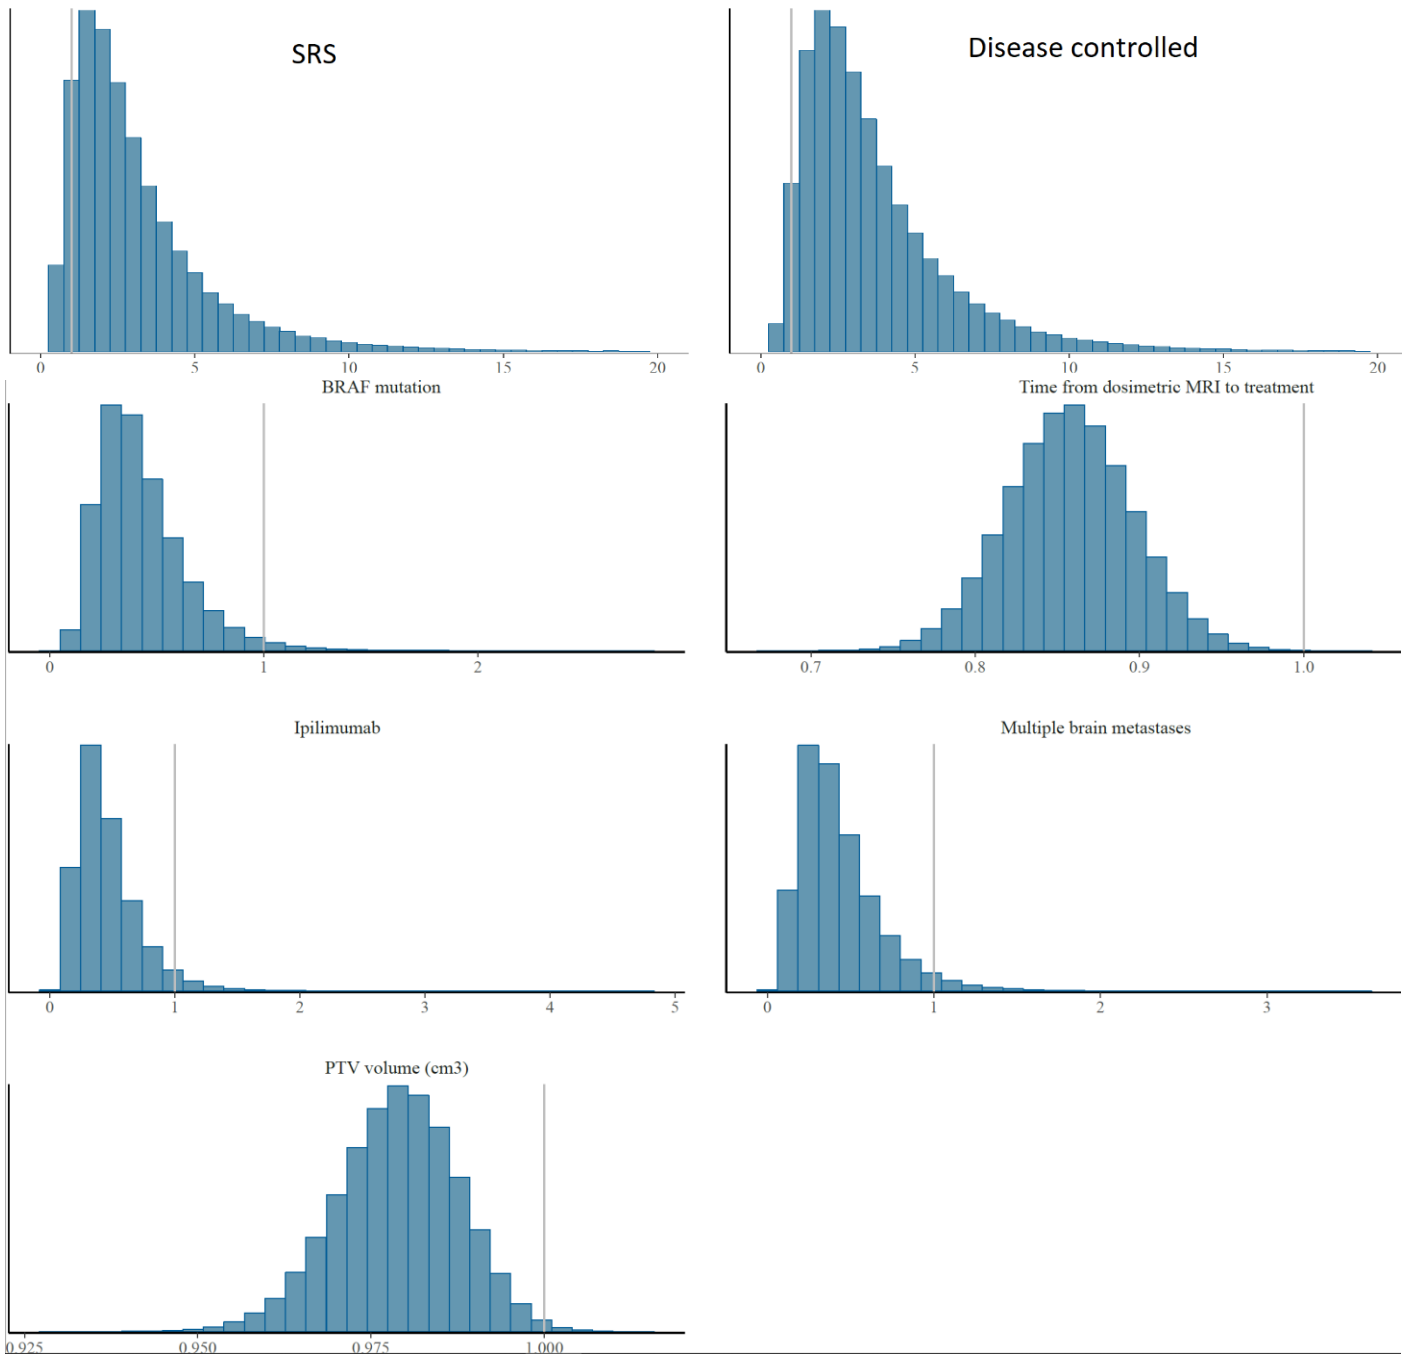 SRS
Disease controlled
0 5 10 15 20
0 5 10 15 20
BRAF mutation
Time from dosimetric MRI to treatment
0 1 2
0.7 0.8 0.9 1.0
Ipilimumab
Multiple brain metastases
0 1 2 3 4 5
0 1 2 3
PTV volume (cm3)
0.925 0.950 0.975 1.000